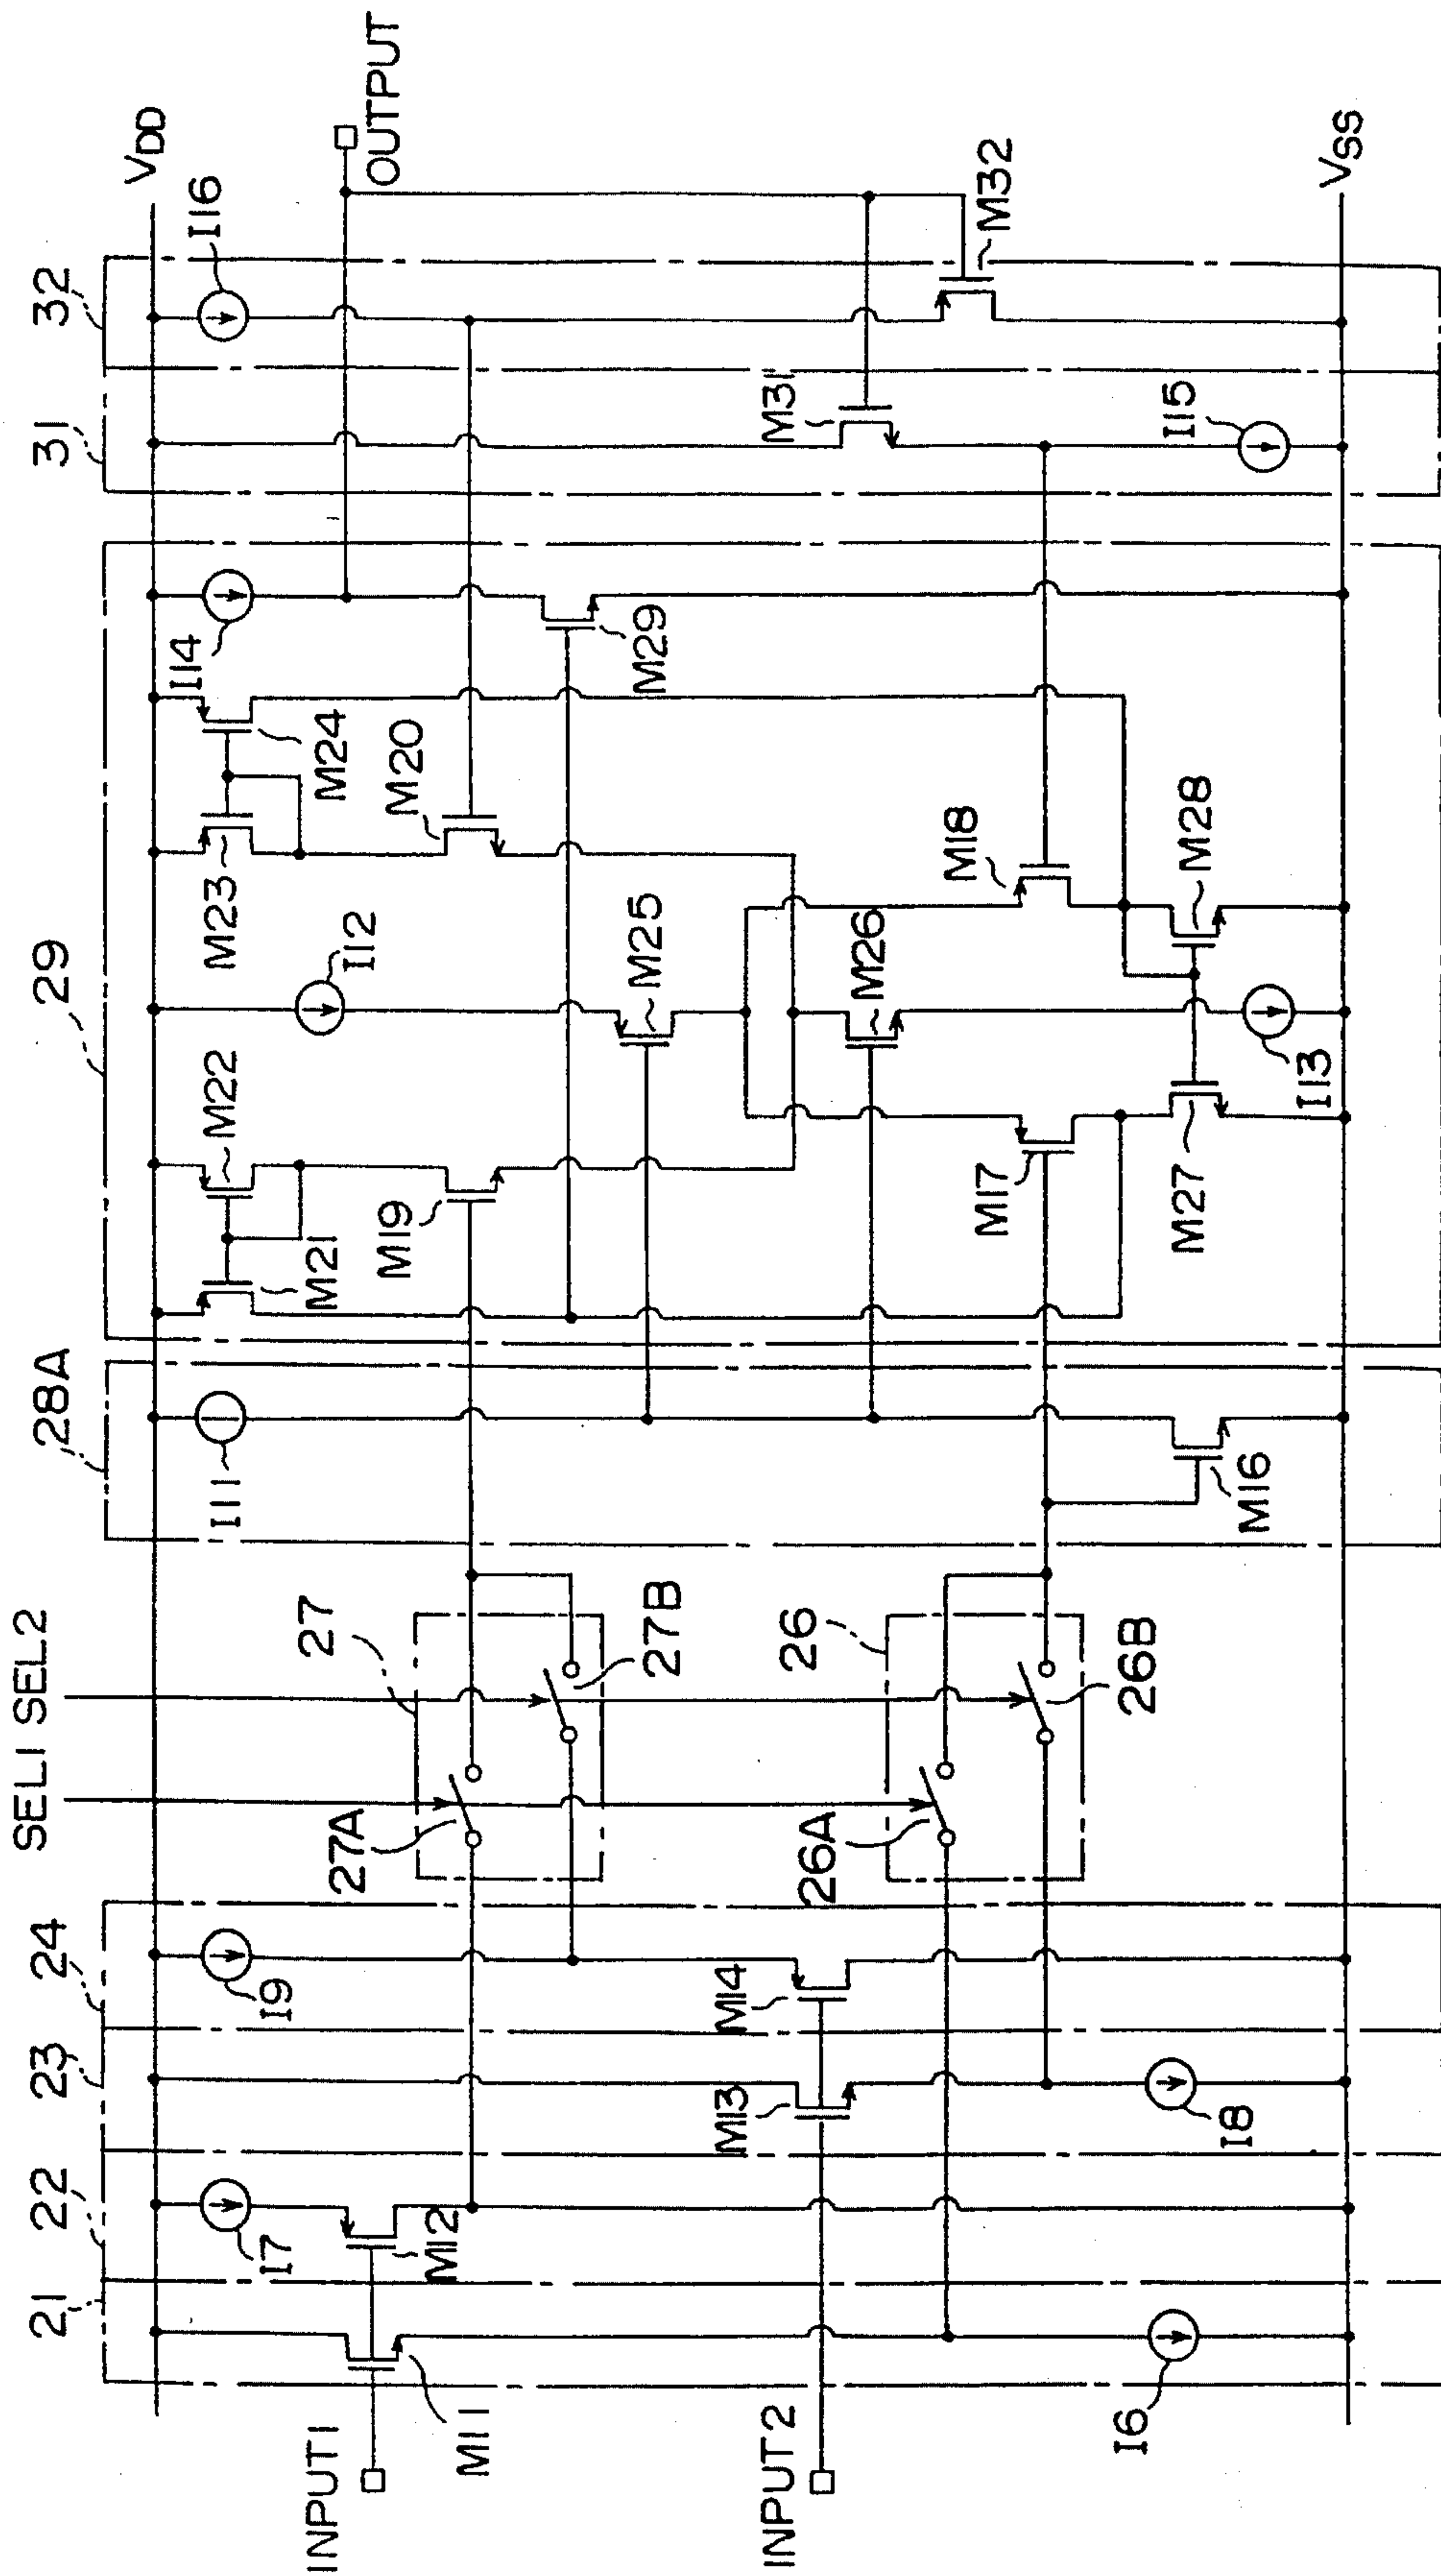 SEL1 SEL2
VDD
VSS
INPUT1
INPUT2
OUTPUT
21
22
23
24
27
26
28A
29
31
32
I7
I9
I11
I12
I14
I16
M11
M12
M13
M14
I6
I8
27A
27B
26A
26B
M16
M21
M22
M19
M23
M24
M20
M25
M26
M29
M17
M18
M27
M28
I13
M31
M32
I15